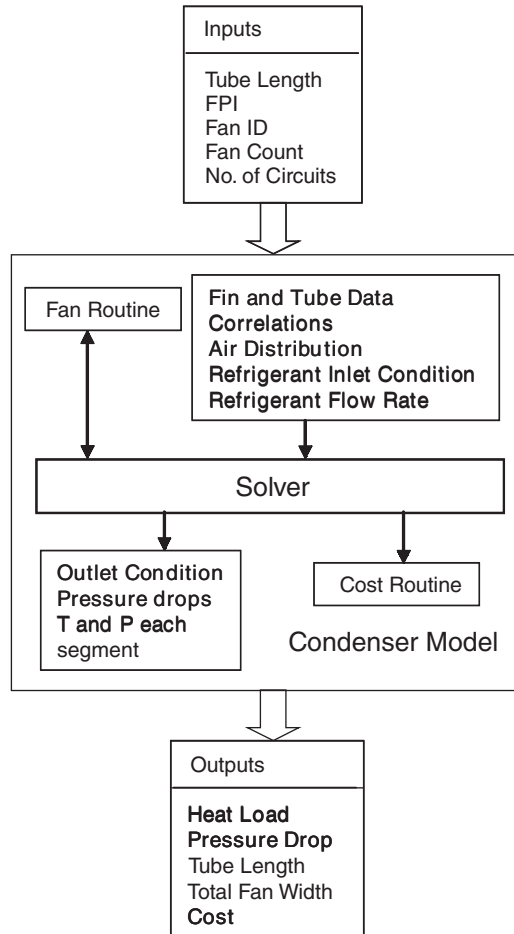 Inputs
Tube Length
FPI
Fan ID
Fan Count
No. of Circuits
Fan Routine
Fin and Tube Data
Correlations
Air Distribution
Refrigerant Inlet Condition
Refrigerant Flow Rate
Solver
Outlet Condition
Pressure drops
T and P each
segment
Cost Routine
Condenser Model
Outputs
Heat Load
Pressure Drop
Tube Length
Total Fan Width
Cost